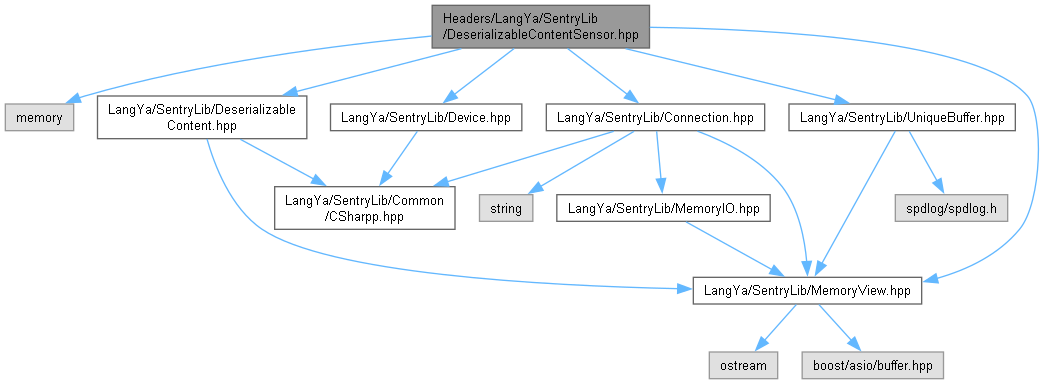 Headers/LangYa/SentryLib
/DeserializableContentSensor.hpp
memory
LangYa/SentryLib/Deserializable
Content.hpp
LangYa/SentryLib/Device.hpp
LangYa/SentryLib/Connection.hpp
LangYa/SentryLib/UniqueBuffer.hpp
LangYa/SentryLib/Common
/CSharpp.hpp
string
LangYa/SentryLib/MemoryIO.hpp
spdlog/spdlog.h
LangYa/SentryLib/MemoryView.hpp
ostream
boost/asio/buffer.hpp